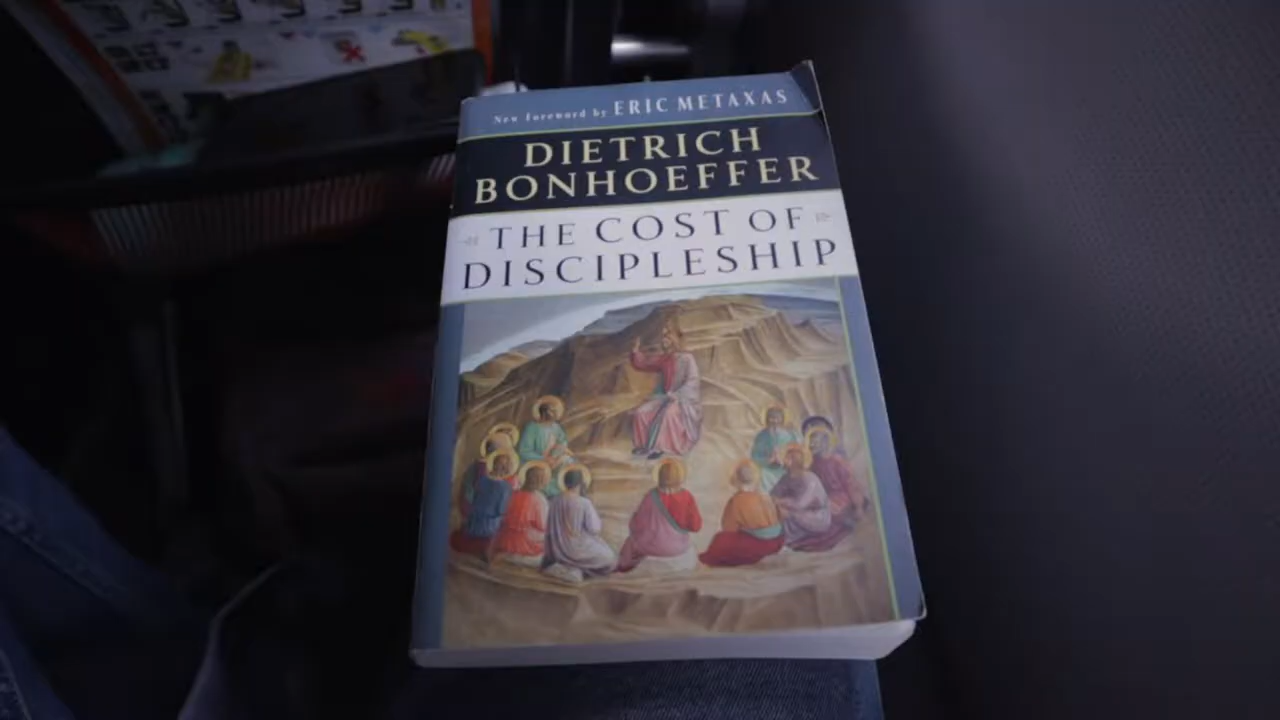 New Foreword by ERIC METAXAS
DIETRICH
BONHOEFFER
THE COST OF
DISCIPLESHIP